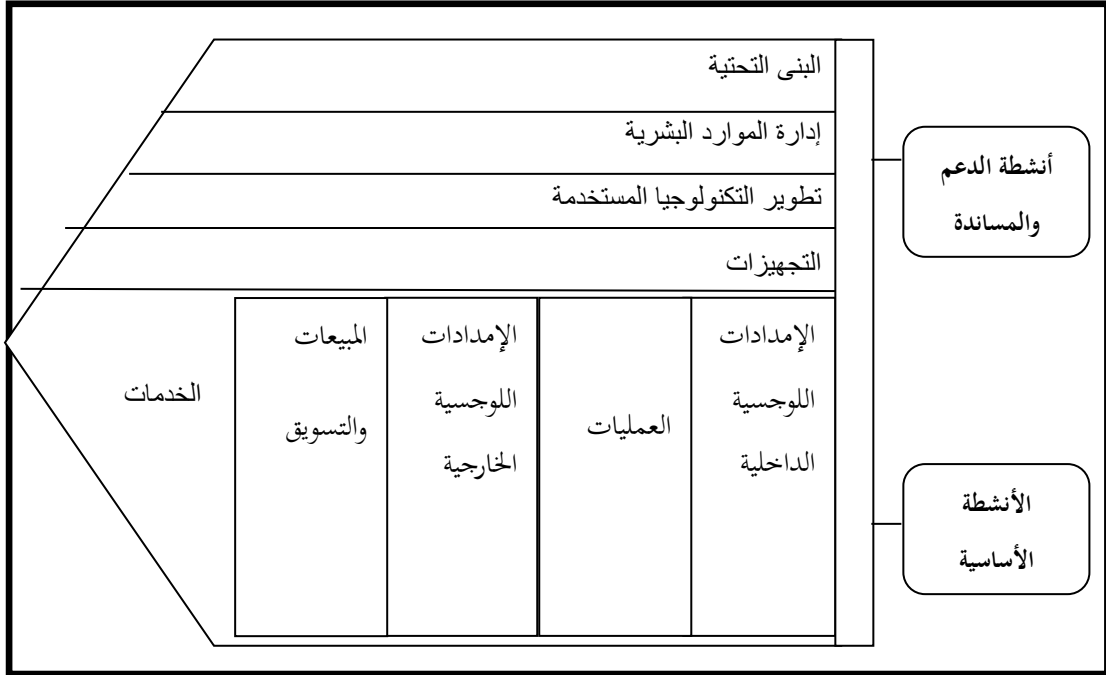 البنى التحتية
إدارة الموارد البشرية
تطوير التكنولوجيا المستخدمة
التجهيزات
أنشطة الدعم
والمساندة
الإمدادات
اللوجسية
الداخلية
العمليات
الإمدادات
اللوجسية
الخارجية
المبيعات
والتسويق
الخدمات
الأنشطة
الأساسية